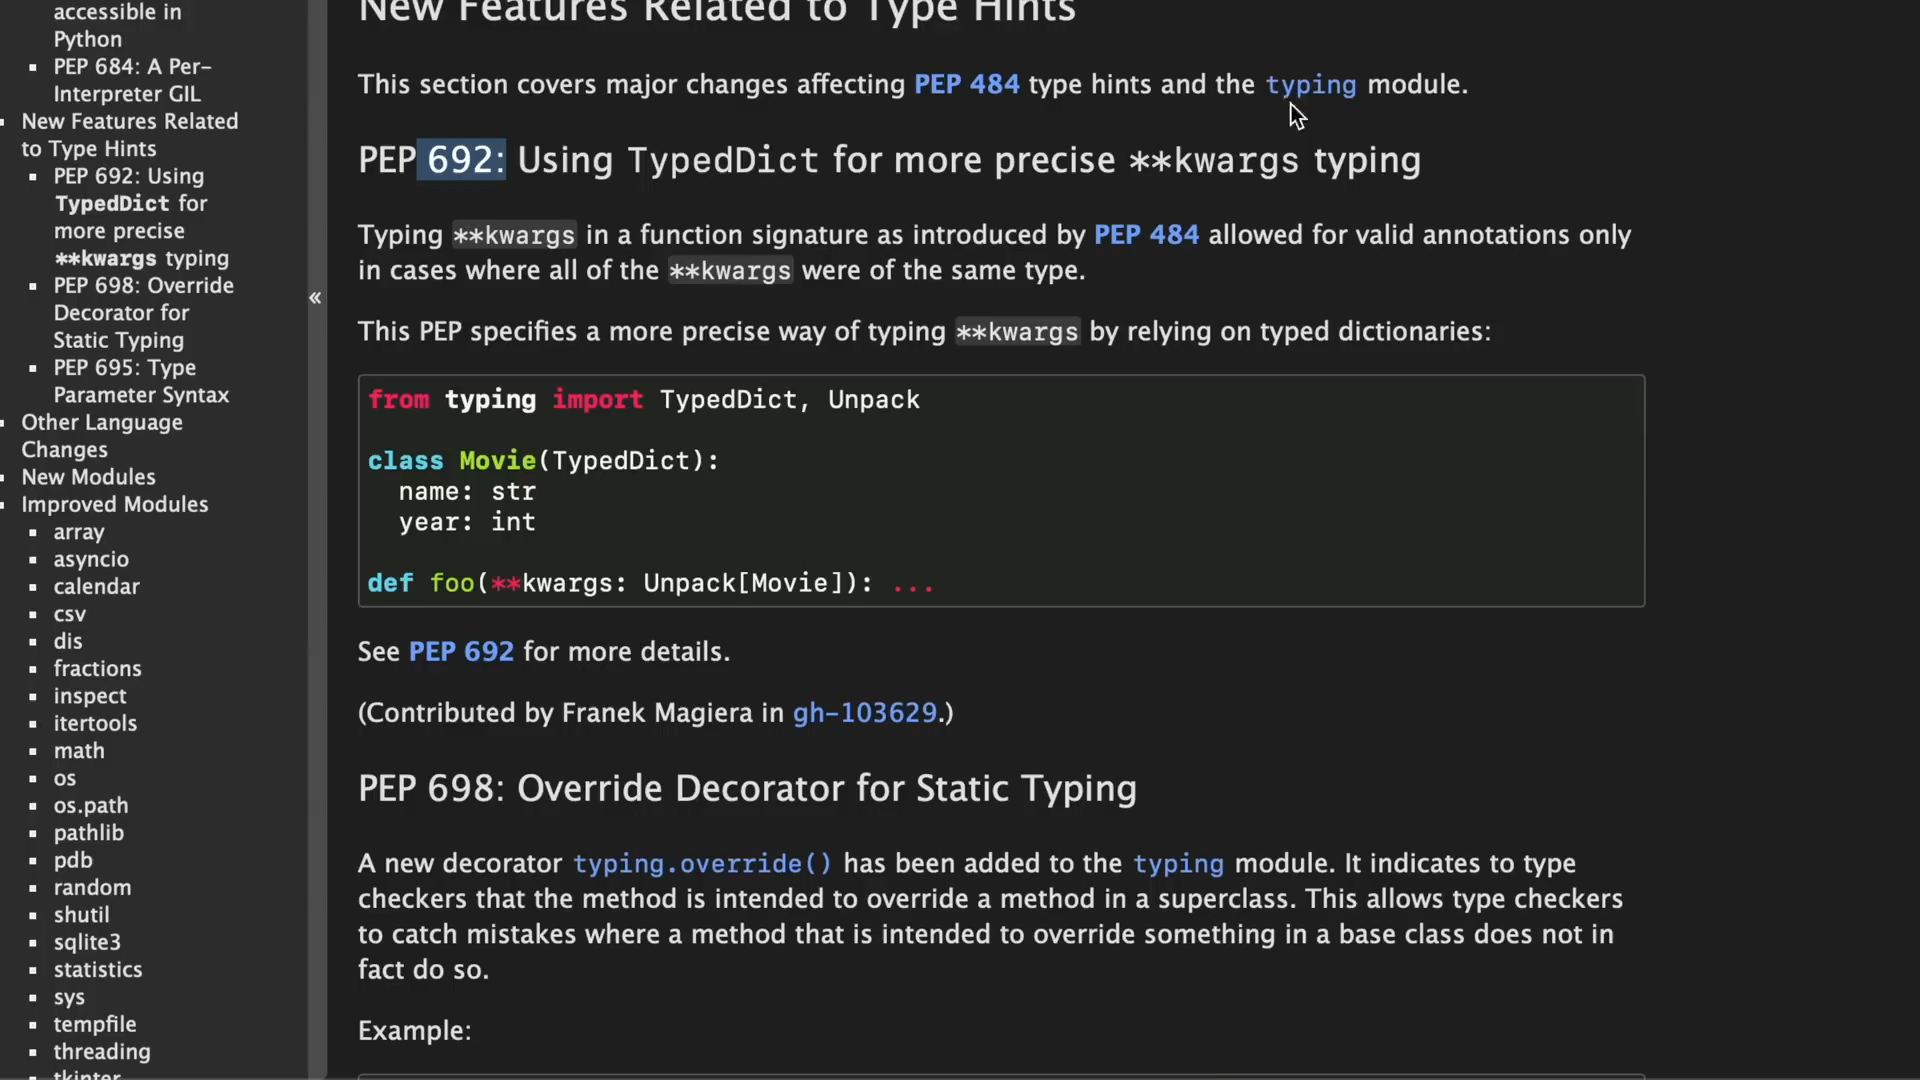 accessible in
Python
▪ PEP 684: A Per-
Interpreter GIL
▪ New Features Related
to Type Hints
▪ PEP 692: Using
TypedDict for
more precise
**kwargs typing
▪ PEP 698: Override
Decorator for
Static Typing
▪ PEP 695: Type
Parameter Syntax
▪ Other Language
Changes
▪ New Modules
▪ Improved Modules
▪ array
▪ asyncio
▪ calendar
▪ csv
▪ dis
▪ fractions
▪ inspect
▪ itertools
▪ math
▪ os
▪ os.path
▪ pathlib
▪ pdb
▪ random
▪ shutil
▪ sqlite3
▪ statistics
▪ sys
▪ tempfile
▪ threading
▪ tkinter
«
New Features Related to Type Hints
This section covers major changes affecting PEP 484 type hints and the typing module.
PEP 692: Using TypedDict for more precise **kwargs typing
Typing **kwargs in a function signature as introduced by PEP 484 allowed for valid annotations only
in cases where all of the **kwargs were of the same type.
This PEP specifies a more precise way of typing **kwargs by relying on typed dictionaries:
from typing import TypedDict, Unpack
class Movie(TypedDict):
name: str
year: int
def foo(**kwargs: Unpack[Movie]): ...
See PEP 692 for more details.
(Contributed by Franek Magiera in gh-103629.)
PEP 698: Override Decorator for Static Typing
A new decorator typing.override() has been added to the typing module. It indicates to type
checkers that the method is intended to override a method in a superclass. This allows type checkers
to catch mistakes where a method that is intended to override something in a base class does not in
fact do so.
Example: